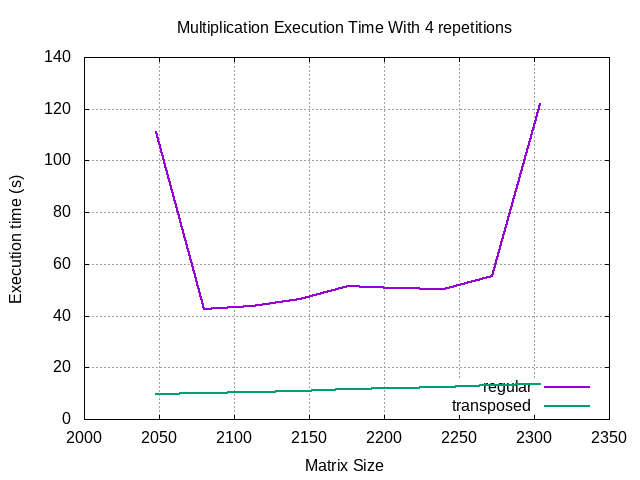 Multiplication Execution Time With 4 repetitions
140
120
100
80
60
40
20
0
Execution time (s)
regular
transposed
2000 2050 2100 2150 2200 2250 2300 2350
Matrix Size